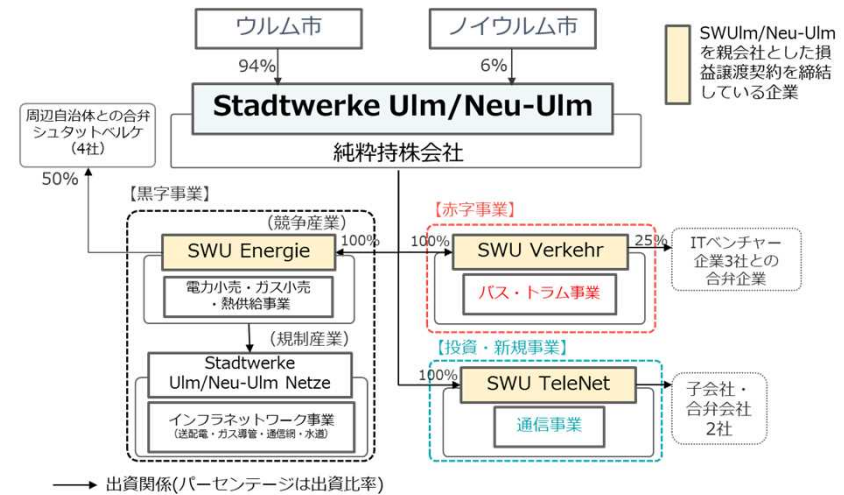 ウルム市
ノイウルム市
94%
6%
SWUlm/Neu-Ulm
を親会社とした損
益譲渡契約を締結
している企業
Stadtwerke Ulm/Neu-Ulm
純粋持株会社
周辺自治体との合弁
シュタットベルケ
(4社)
50%
【黒字事業】
(競争産業)
SWU Energie
100%
電力小売・ガス小売
・熱供給事業
(規制産業)
Stadtwerke
Ulm/Neu-Ulm Netze
インフラネットワーク事業
(送配電・ガス導管・通信網・水道)
【赤字事業】
100%
SWU Verkehr
25%
バス・トラム事業
ITベンチャー
企業3社との
合弁企業
【投資・新規事業】
100%
SWU TeleNet
通信事業
子会社・
合弁会社
2社
出資関係(パーセンテージは出資比率)